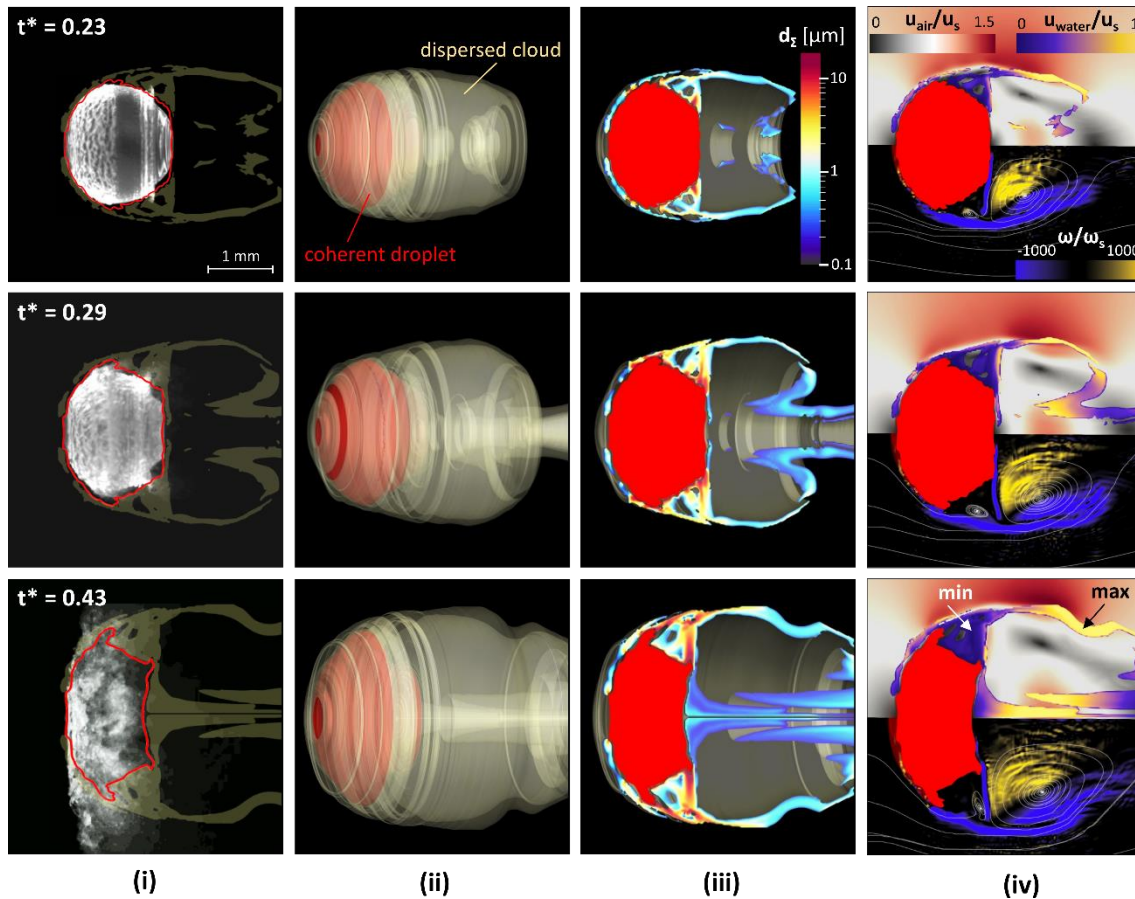 t* = 0.23
1 mm
dispersed cloud
coherent droplet
d_Σ [μm]
10
1
0.1
0 u_air/u_s 1.5
0 u_water/u_s 1
ω/ω_s
-1000 1000
t* = 0.29
t* = 0.43
min
max
(i) (ii) (iii) (iv)